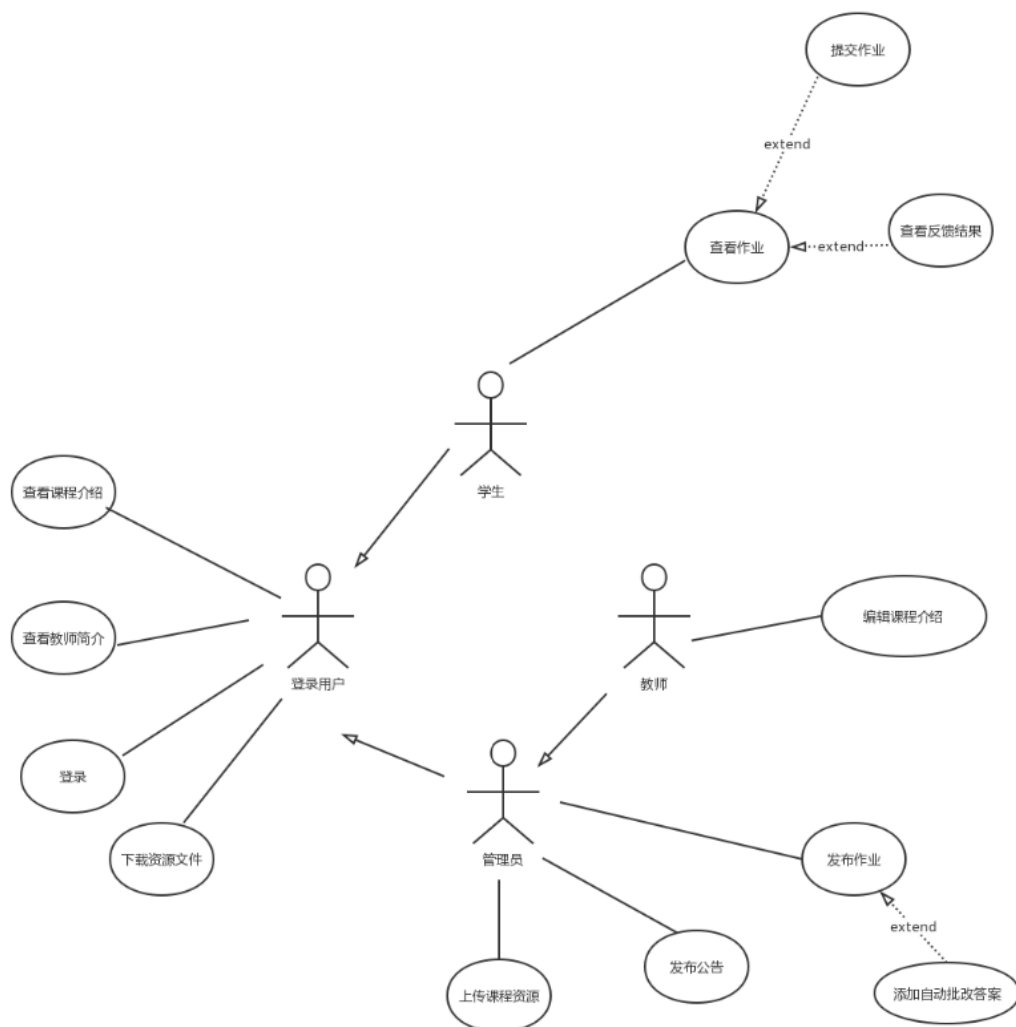 提交作业
extend
查看反馈结果
查看作业
extend
学生
查看课程介绍
查看教师简介
登录用户
教师
编辑课程介绍
登录
下载资源文件
管理员
发布作业
extend
发布公告
上传课程资源
添加自动批改答案